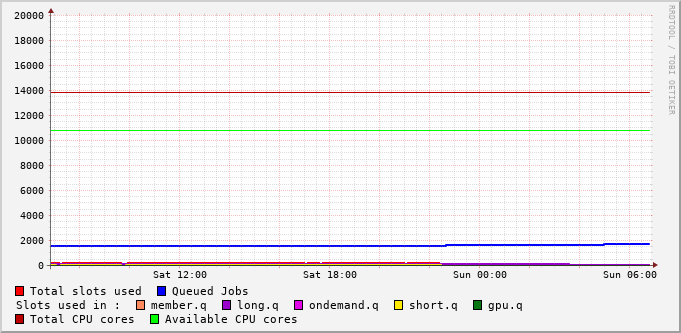 20000
18000
16000
14000
12000
10000
8000
6000
4000
2000
0
Sat 12:00 Sat 18:00 Sun 00:00 Sun 06:00
RRDTOOL / TOBI OETIKER
Total slots used Queued Jobs
Slots used in : member.q long.q ondemand.q short.q gpu.q
Total CPU cores Available CPU cores